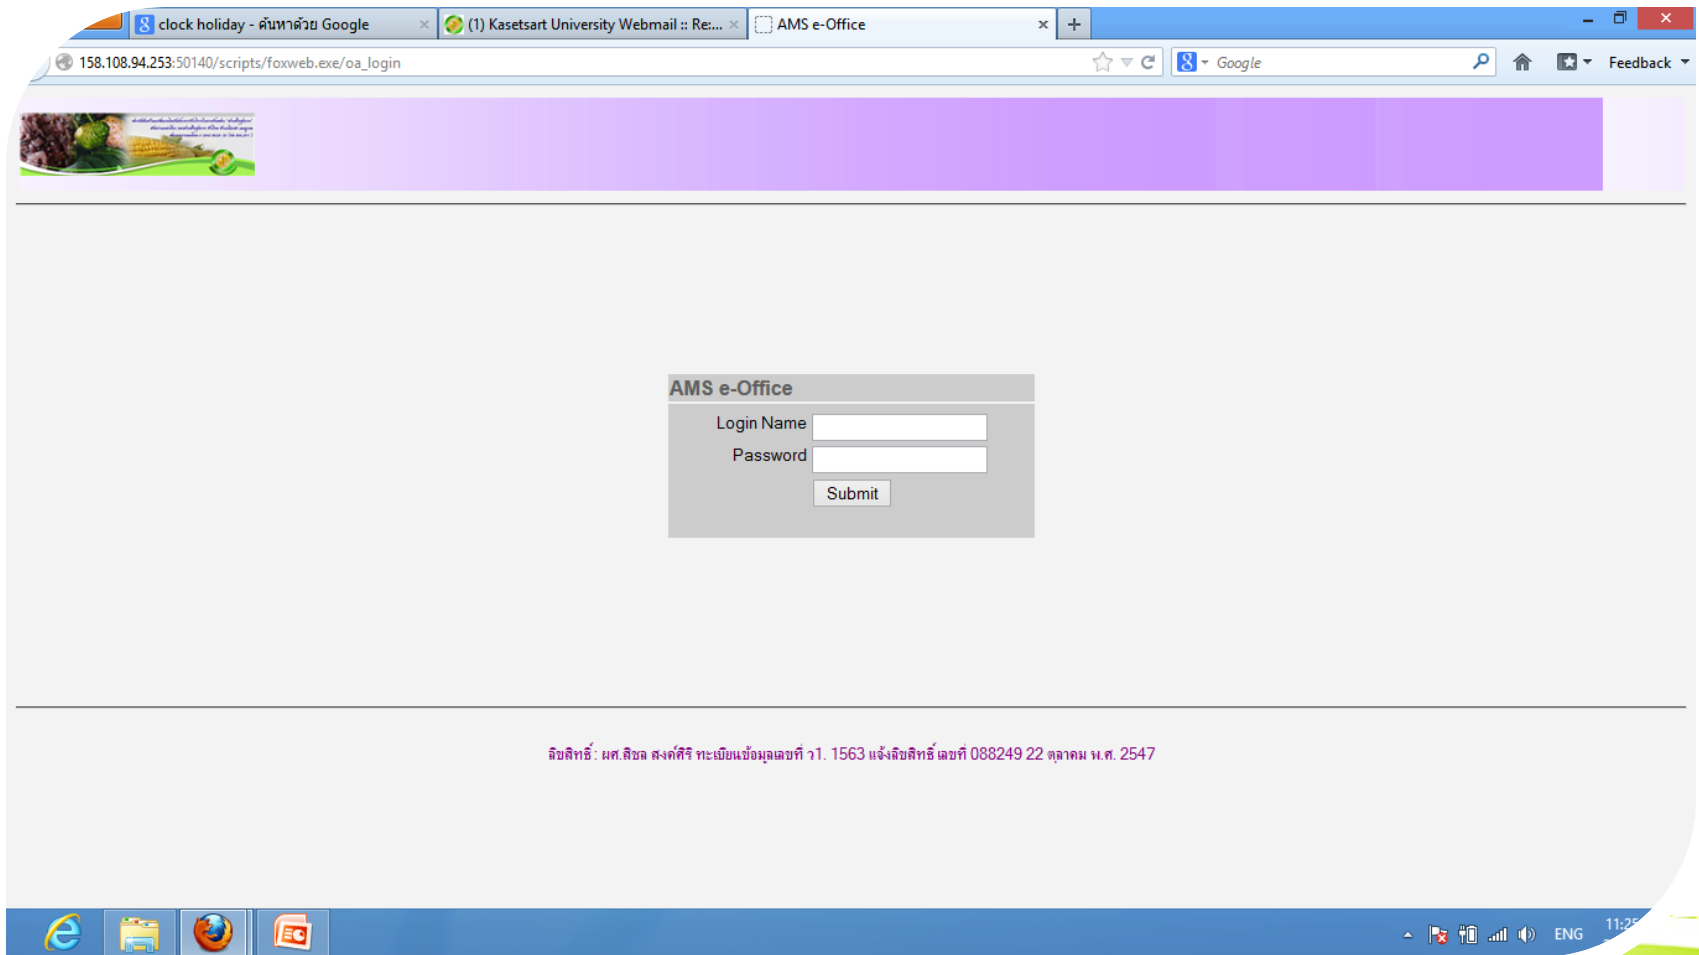 clock holiday - ค้นหาด้วย Google
(1) Kasetsart University Webmail :: Re:...
AMS e-Office
158.108.94.253:50140/scripts/foxweb.exe/oa_login
Google
Feedback
AMS e-Office
Login Name
Password
Submit
ลิขสิทธิ์ : ผศ.สิชล สงค์ศิริ ทะเบียนข้อมูลเลขที่ ว1. 1563 แจ้งลิขสิทธิ์ เลขที่ 088249 22 ตุลาคม พ.ศ. 2547
ENG